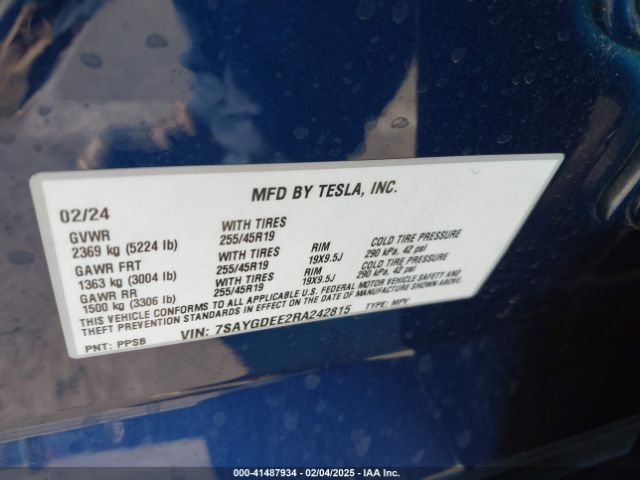 MFD BY TESLA, INC.
02/24
GVWR WITH TIRES
2369 kg (5224 lb) 255/45R19 RIM COLD TIRE PRESSURE
GAWR FRT WITH TIRES 19X9.5J 290 kPa, 42 psi
1363 kg (3004 lb) 255/45R19 RIM COLD TIRE PRESSURE
GAWR RR WITH TIRES 19X9.5J 290 kPa, 42 psi
1500 kg (3306 lb) 255/45R19
THIS VEHICLE CONFORMS TO ALL APPLICABLE U.S. FEDERAL MOTOR VEHICLE SAFETY AND
THEFT PREVENTION STANDARDS IN EFFECT ON THE DATE OF MANUFACTURE SHOWN ABOVE.
PNT: PPSB VIN: 7SAYGDEE2RA242815 TYPE: MPV
000-41487934 - 02/04/2025 - IAA Inc.